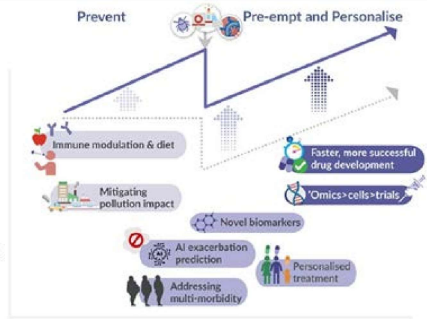 Prevent
Pre-empt and Personalise
Immune modulation & diet
Faster, more successful
drug development
Mitigating
pollution impact
'Omics>cells>trials
Novel biomarkers
AI exacerbation
prediction
AI
Personalised
treatment
Addressing
multi-morbidity